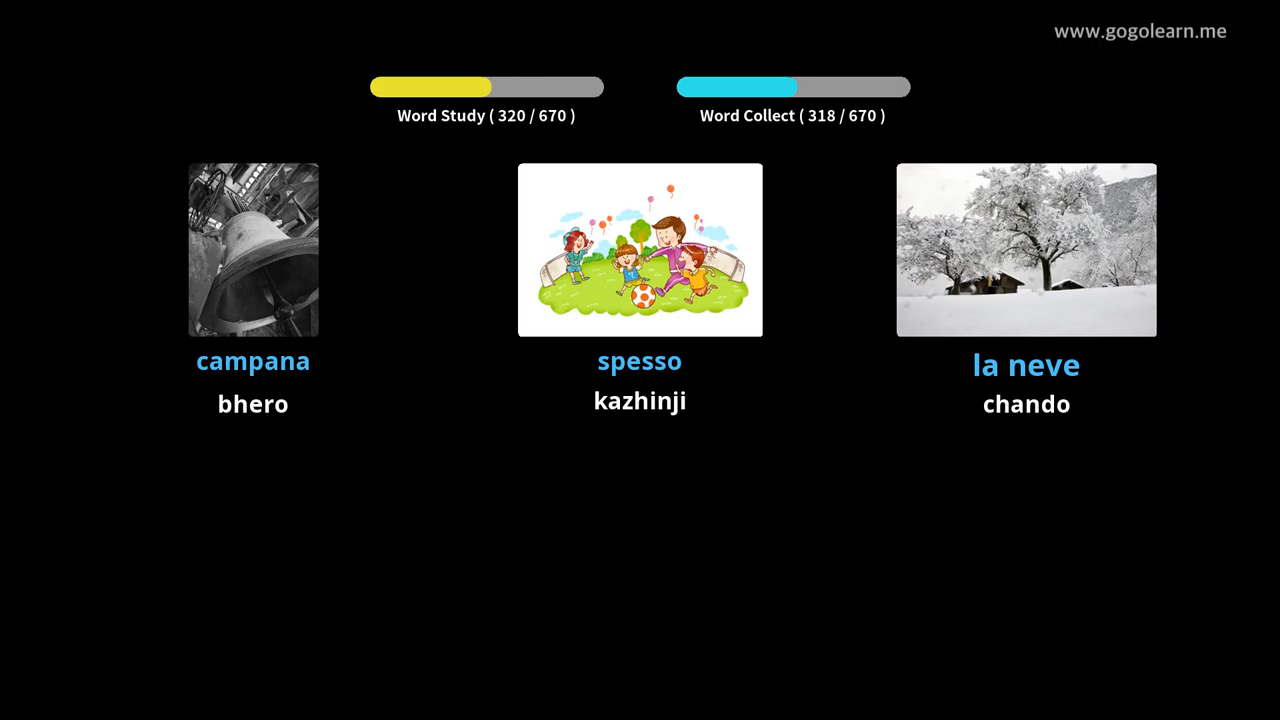 www.gogolearn.me
Word Study ( 320 / 670 )
Word Collect ( 318 / 670 )
campana
bhero
spesso
kazhinji
la neve
chando